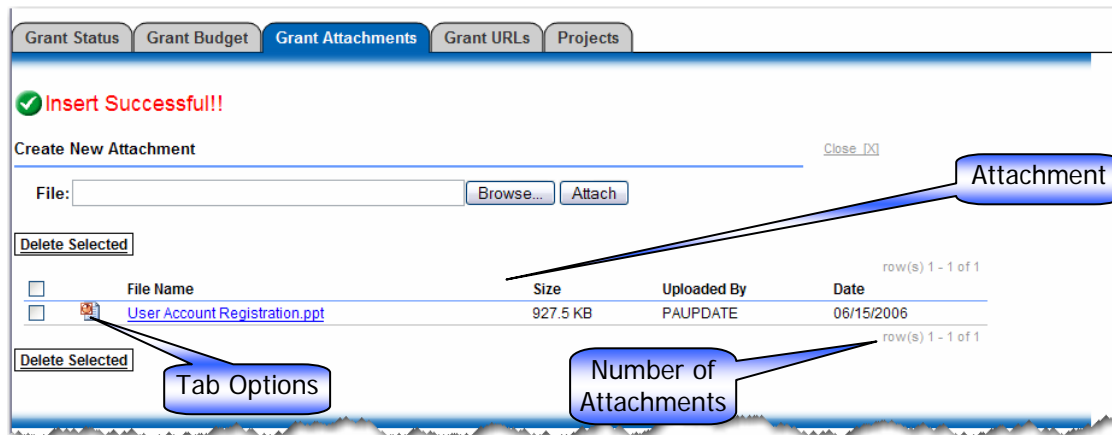 Grant Status Grant Budget Grant Attachments Grant URLs Projects
Insert Successful!!
Create New Attachment Close [X]
Attachment
File: Browse... Attach
Delete Selected
row(s) 1 - 1 of 1
File Name Size Uploaded By Date
User Account Registration.ppt 927.5 KB PAUPDATE 06/15/2006
row(s) 1 - 1 of 1
Delete Selected
Tab Options
Number of
Attachments